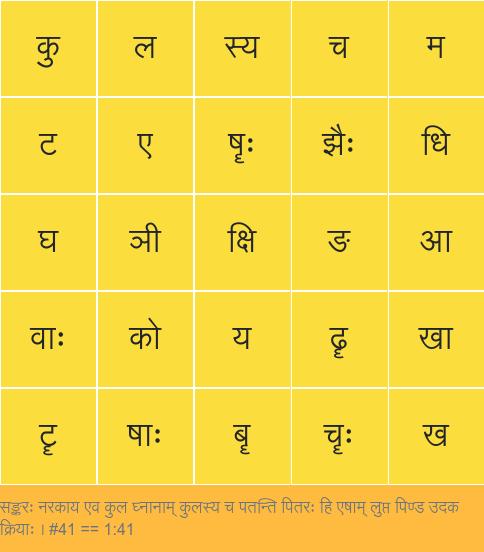 कु ल स्य च म
ट ए षॄः झैः धि
घ ञी क्षि ङ आ
वाः को य ढॄ खा
टॄ षाः बॄ चॄः ख
सङ्करः नरकाय एव कुल घ्नानाम् कुलस्य च पतन्ति पितरः हि एषाम् लुप्त पिण्ड उदक
क्रियाः । #41 == 1:41